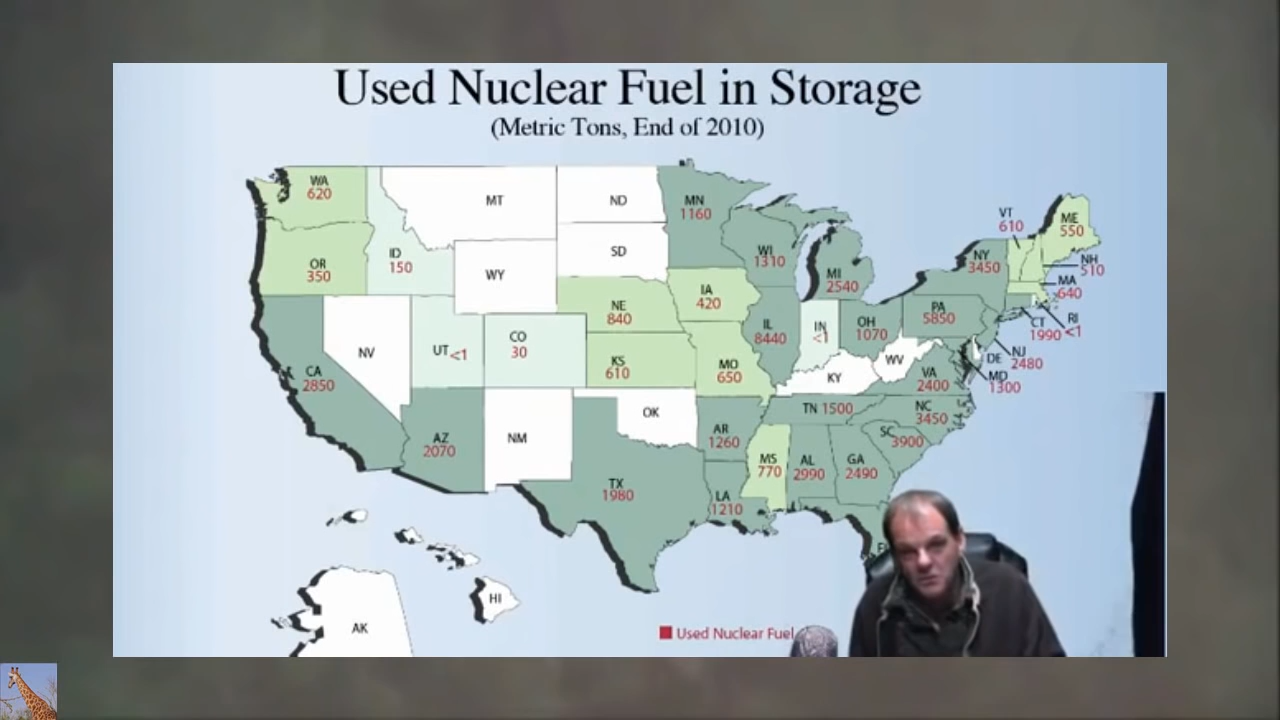 Used Nuclear Fuel in Storage
(Metric Tons, End of 2010)
WA
620
MT
ND
MN
1160
VT
610
ME
550
OR
350
ID
150
SD
WI
1310
NY
3450
NH
510
WY
MI
2540
MA
640
NE
840
IA
420
PA
5850
RI
<1
CT
1990
NV
UT <1
CO
30
IL
8440
IN
<1
OH
1070
NJ
2480
DE
MD
1300
CA
2850
KS
610
MO
650
KY
WV
VA
2400
AZ
2070
NM
OK
AR
1260
TN 1500
NC
3450
SC
3900
MS
770
AL
2990
GA
2490
TX
1980
LA
1210
HI
AK
Used Nuclear Fuel